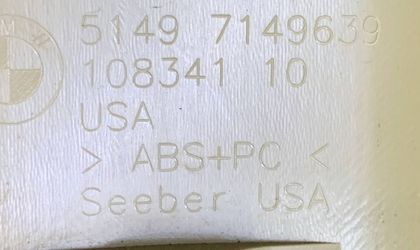 5149 7149639
108341 10
USA
> ABS+PC <
Seeber USA